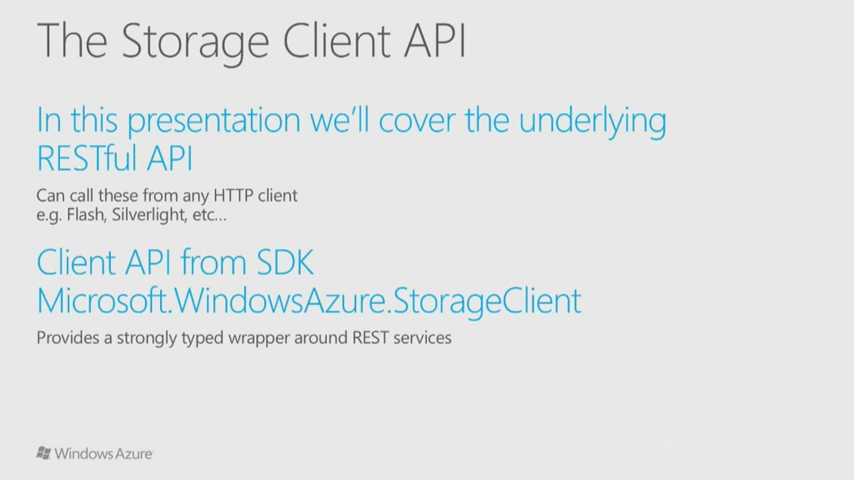 The Storage Client API
In this presentation we'll cover the underlying
RESTful API
Can call these from any HTTP client
e.g. Flash, Silverlight, etc...
Client API from SDK
Microsoft.WindowsAzure.StorageClient
Provides a strongly typed wrapper around REST services
Windows Azure